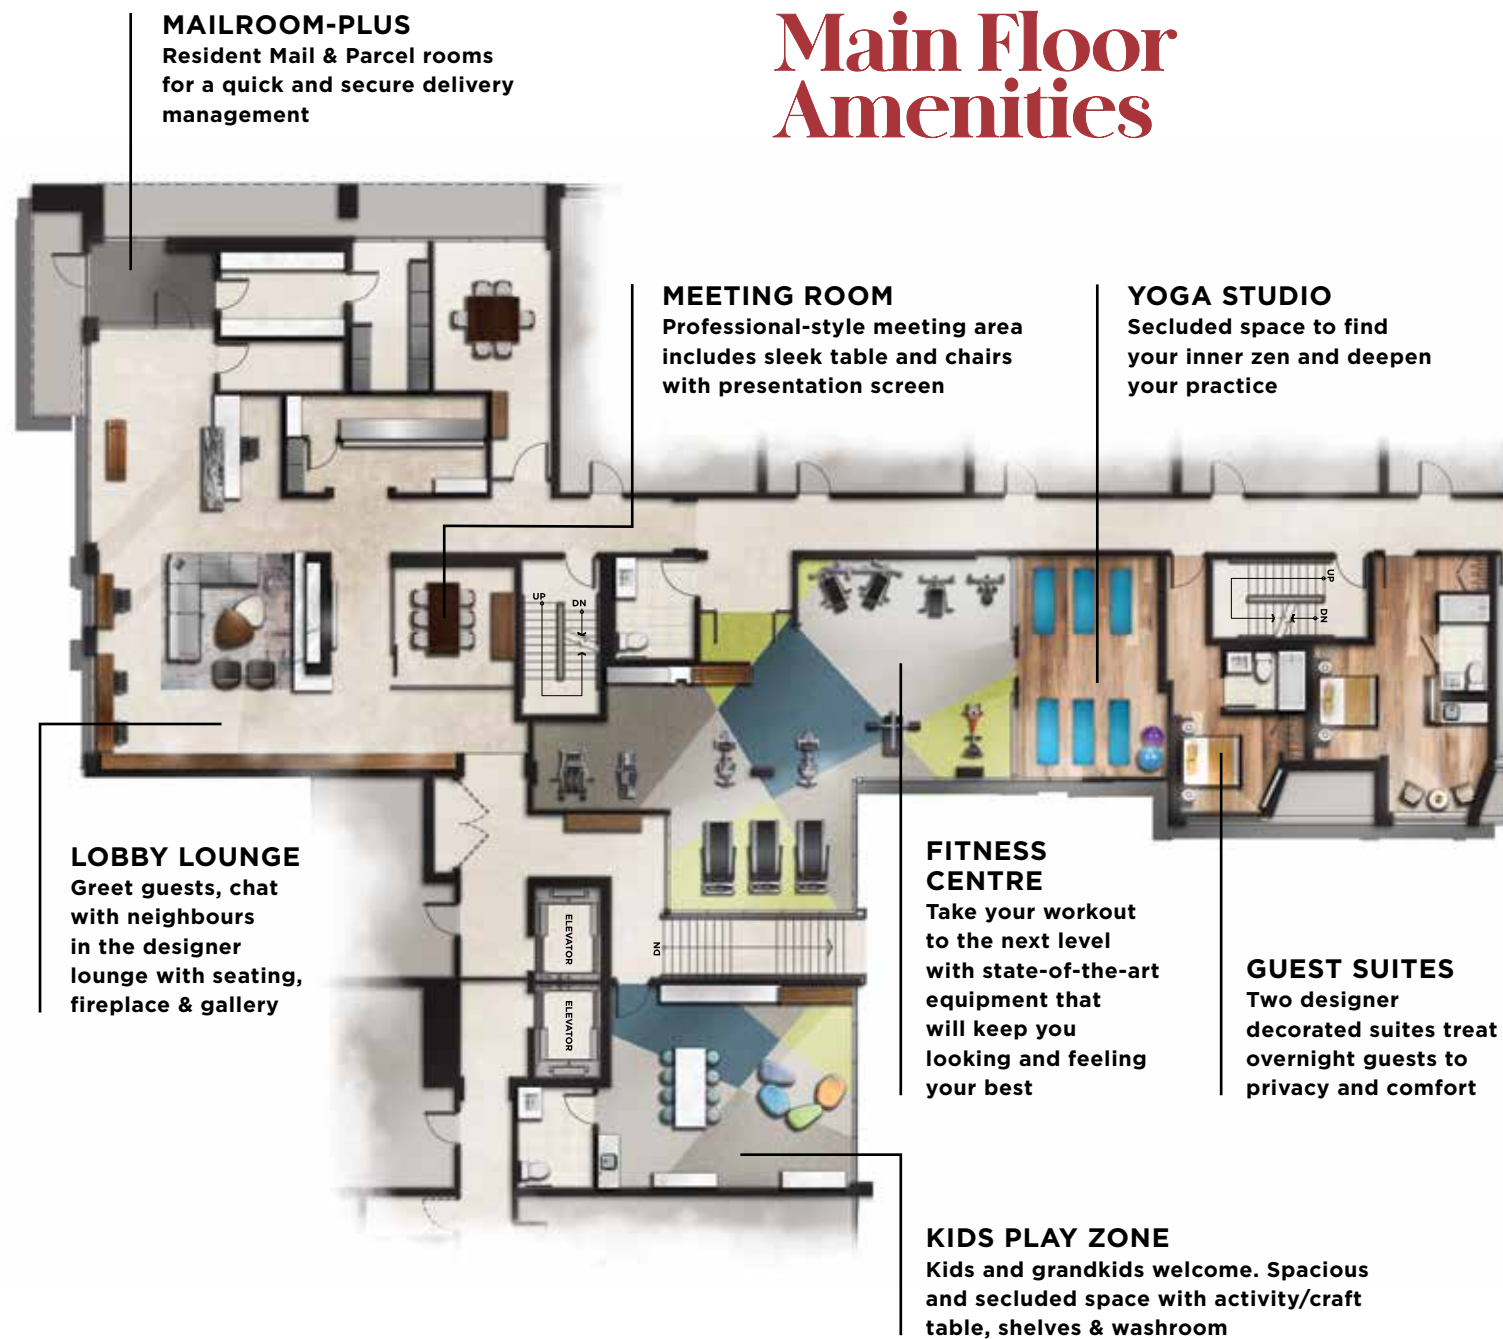 Main Floor
Amenities
MAILROOM-PLUS
Resident Mail & Parcel rooms
for a quick and secure delivery
management
MEETING ROOM
Professional-style meeting area
includes sleek table and chairs
with presentation screen
YOGA STUDIO
Secluded space to find
your inner zen and deepen
your practice
UP
DN
UP
DN
LOBBY LOUNGE
Greet guests, chat
with neighbours
in the designer
lounge with seating,
fireplace & gallery
ELEVATOR
ELEVATOR
DN
FITNESS
CENTRE
Take your workout
to the next level
with state-of-the-art
equipment that
will keep you
looking and feeling
your best
GUEST SUITES
Two designer
decorated suites treat
overnight guests to
privacy and comfort
KIDS PLAY ZONE
Kids and grandkids welcome. Spacious
and secluded space with activity/craft
table, shelves & washroom